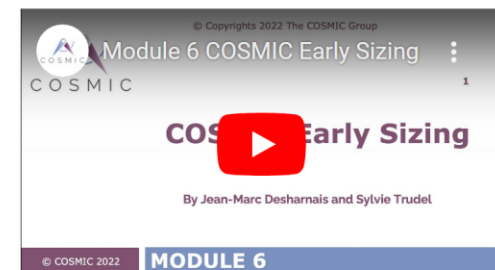 © Copyrights 2022 The COSMIC Group
Module 6 COSMIC Early Sizing
COSMIC
COSMIC
1
Early Sizing
By Jean-Marc Desharnais and Sylvie Trudel
© COSMIC 2022
MODULE 6